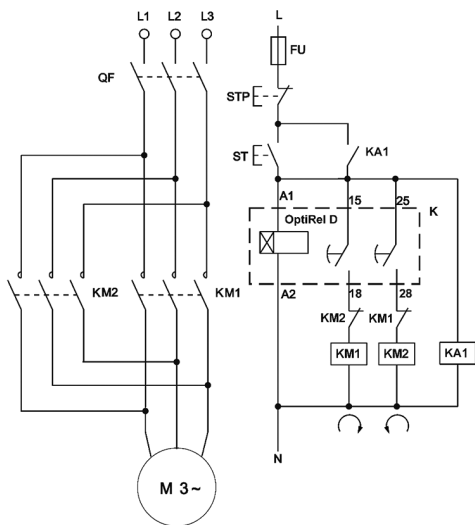 L1 L2 L3
QF
KM2
KM1
M 3~
L
FU
STP
ST
KA1
A1
15
25
K
OptiRel D
A2
18
28
KM2
KM1
KM1
KM2
KA1
N